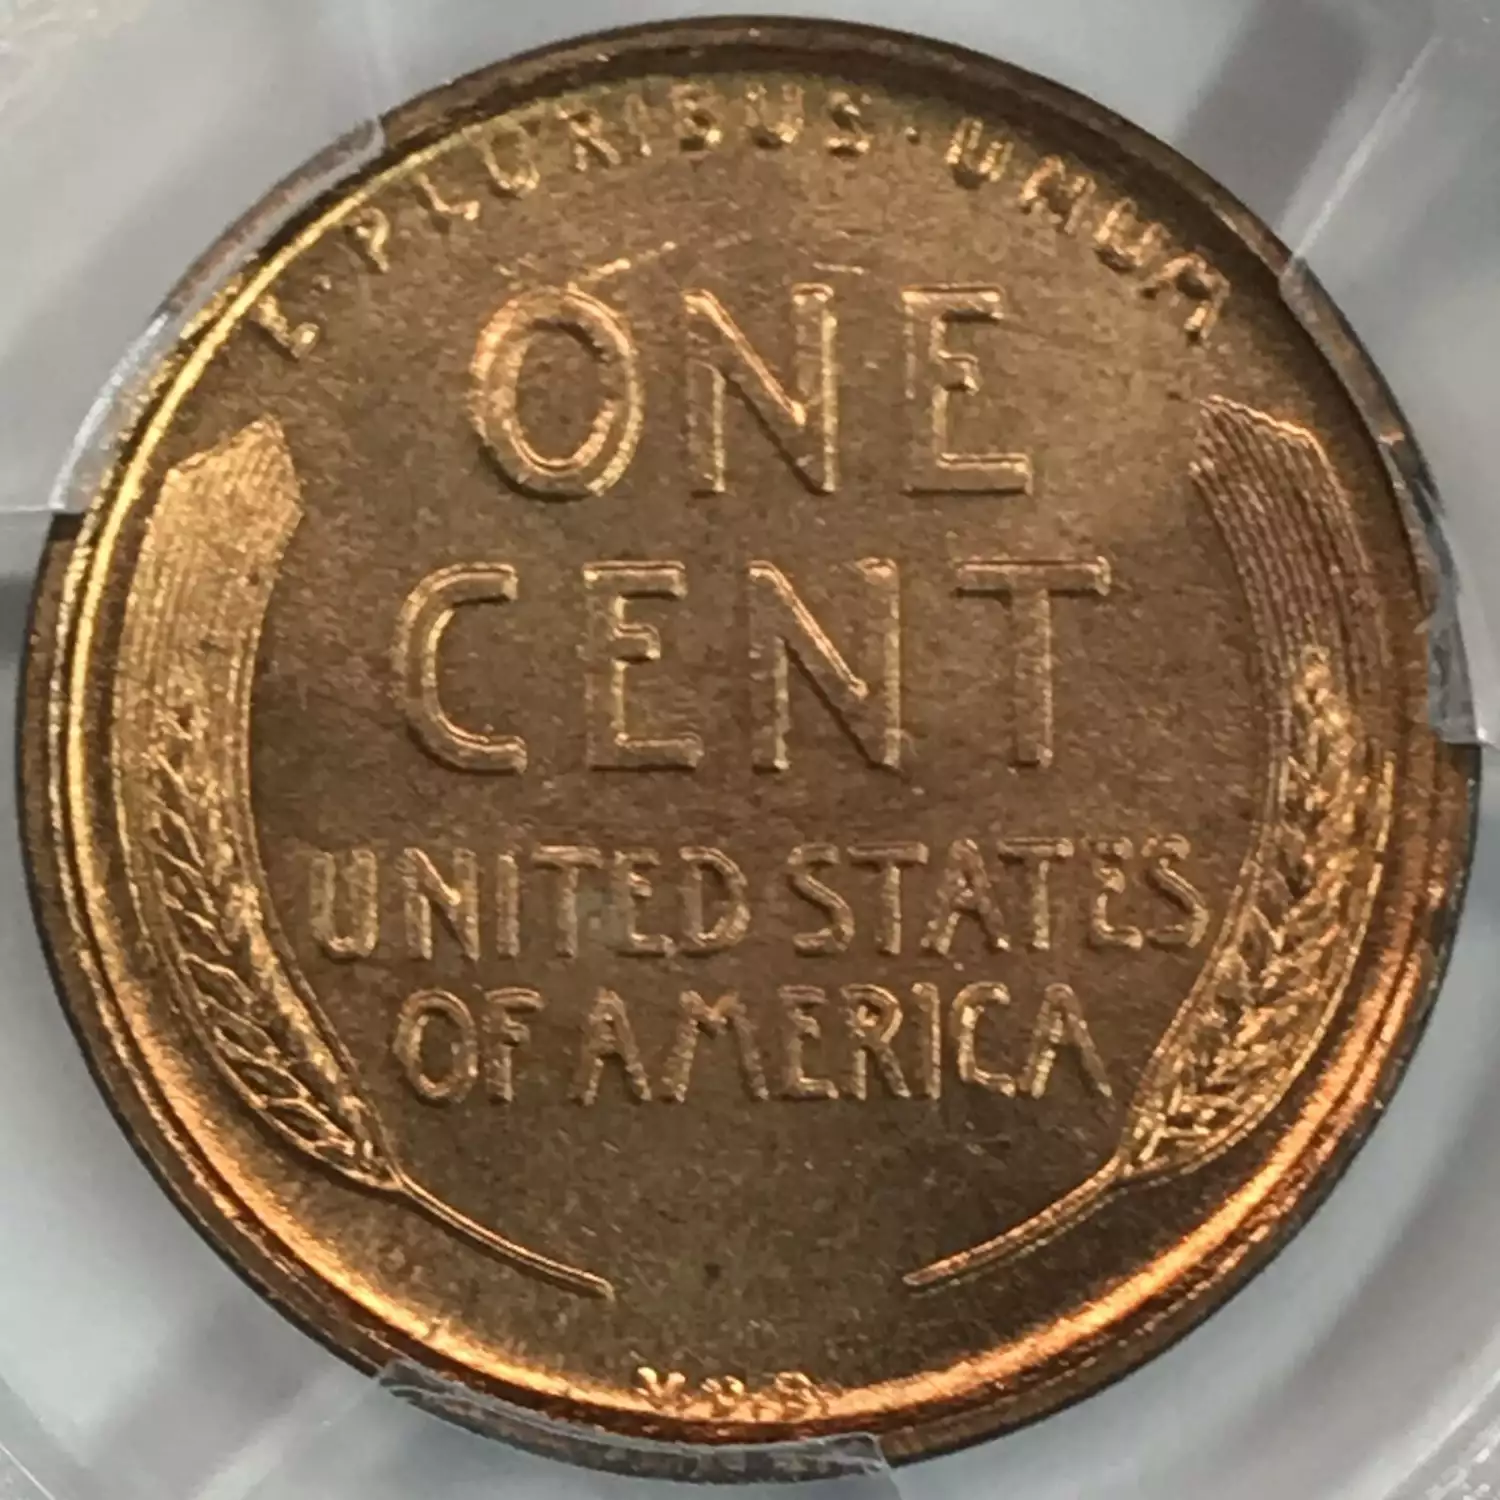 E · PLURIBUS · UNUM
ONE
CENT
UNITED STATES
OF AMERICA
V.D.B.